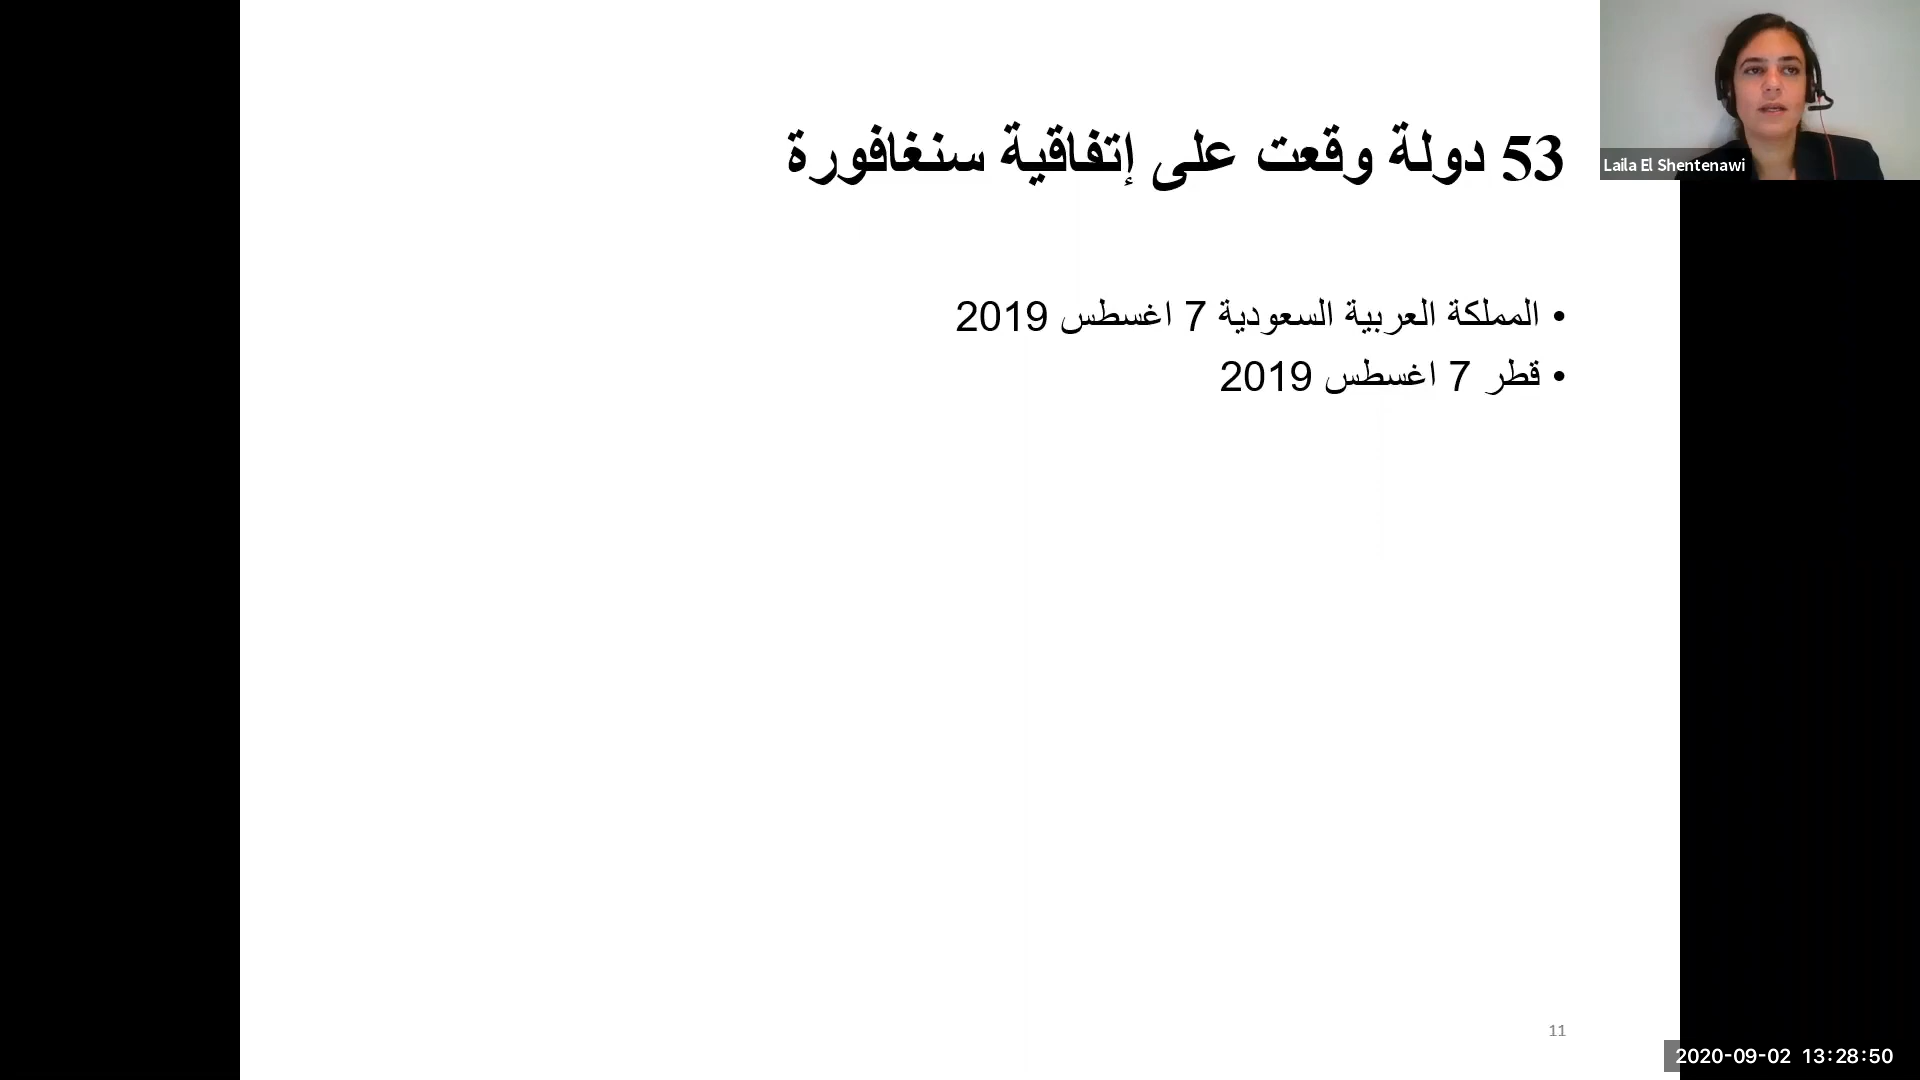 53 دولة وقعت على إتفاقية سنغافورة
• المملكة العربية السعودية 7 اغسطس 2019
• قطر 7 اغسطس 2019
Laila El Shentenawi
11
2020-09-02 13:28:50